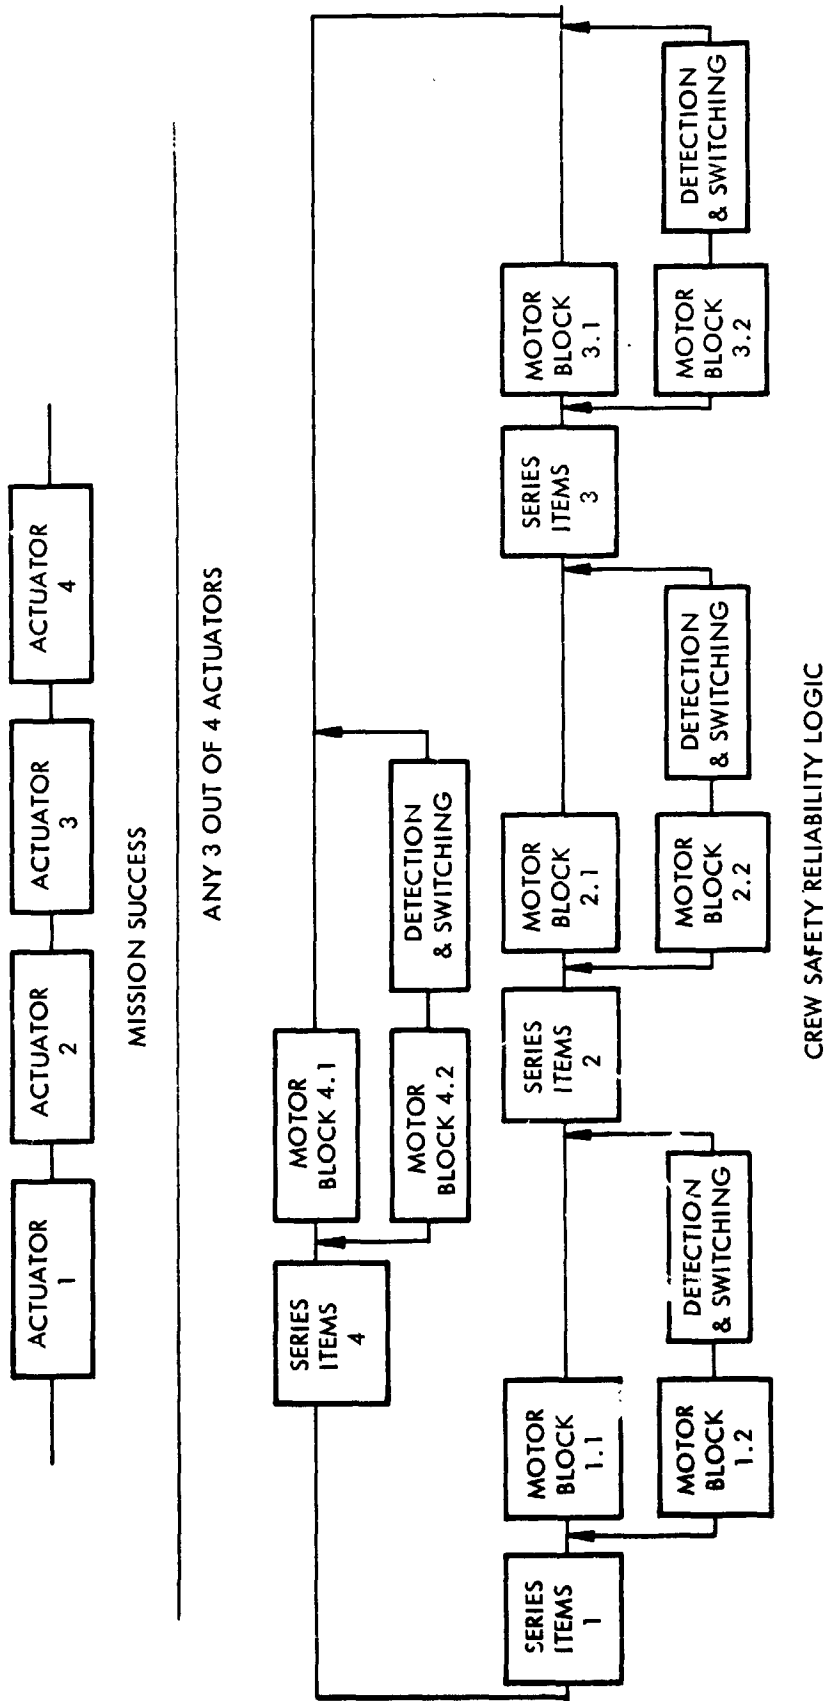 ACTUATOR
1
ACTUATOR
2
ACTUATOR
3
ACTUATOR
4
MISSION SUCCESS
ANY 3 OUT OF 4 ACTUATORS
SERIES
ITEMS
4
MOTOR
BLOCK 4.1
MOTOR
BLOCK 4.2
DETECTION
& SWITCHING
SERIES
ITEMS
1
MOTOR
BLOCK
1.1
MOTOR
BLOCK
1.2
DETECTION
& SWITCHING
SERIES
ITEMS
2
MOTOR
BLOCK
2.1
MOTOR
BLOCK
2.2
DETECTION
& SWITCHING
SERIES
ITEMS
3
MOTOR
BLOCK
3.1
MOTOR
BLOCK
3.2
DETECTION
& SWITCHING
CREW SAFETY RELIABILITY LOGIC